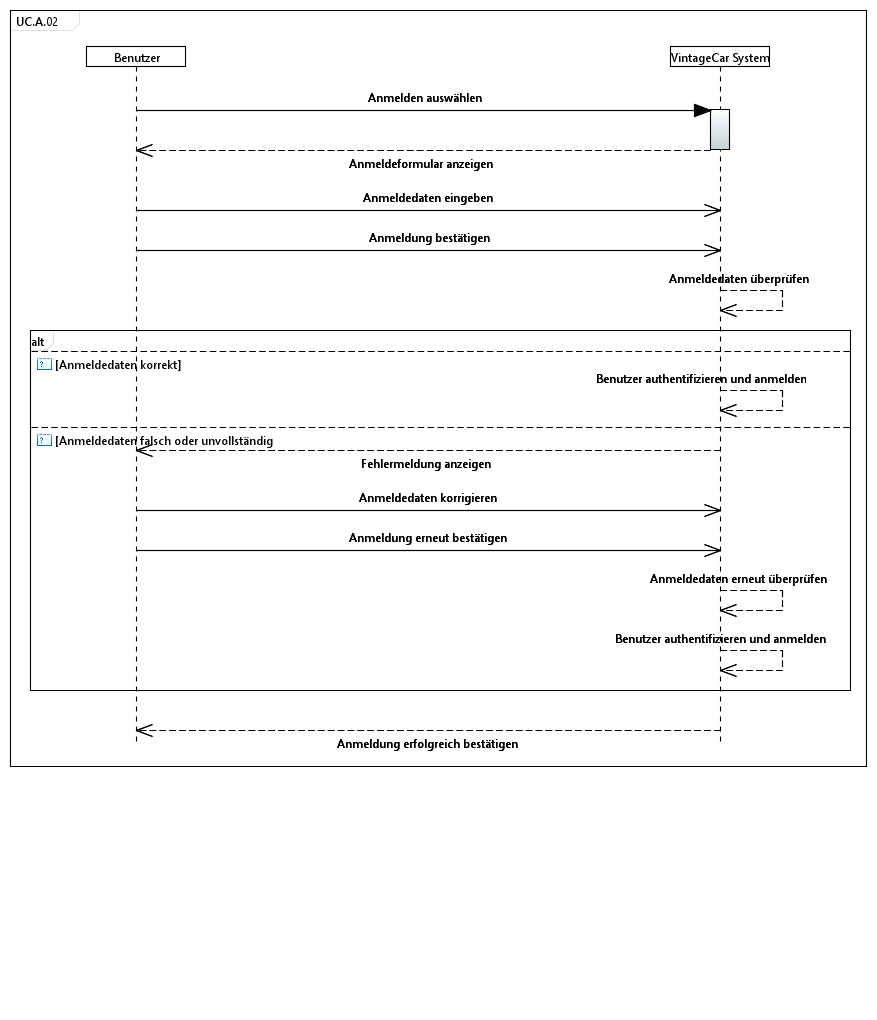 UC.A.02
Benutzer
VintageCar System
Anmelden auswählen
Anmeldeformular anzeigen
Anmeldedaten eingeben
Anmeldung bestätigen
Anmeldedaten überprüfen
alt
[Anmeldedaten korrekt]
Benutzer authentifizieren und anmelden
[Anmeldedaten falsch oder unvollständig
Fehlermeldung anzeigen
Anmeldedaten korrigieren
Anmeldung erneut bestätigen
Anmeldedaten erneut überprüfen
Benutzer authentifizieren und anmelden
Anmeldung erfolgreich bestätigen